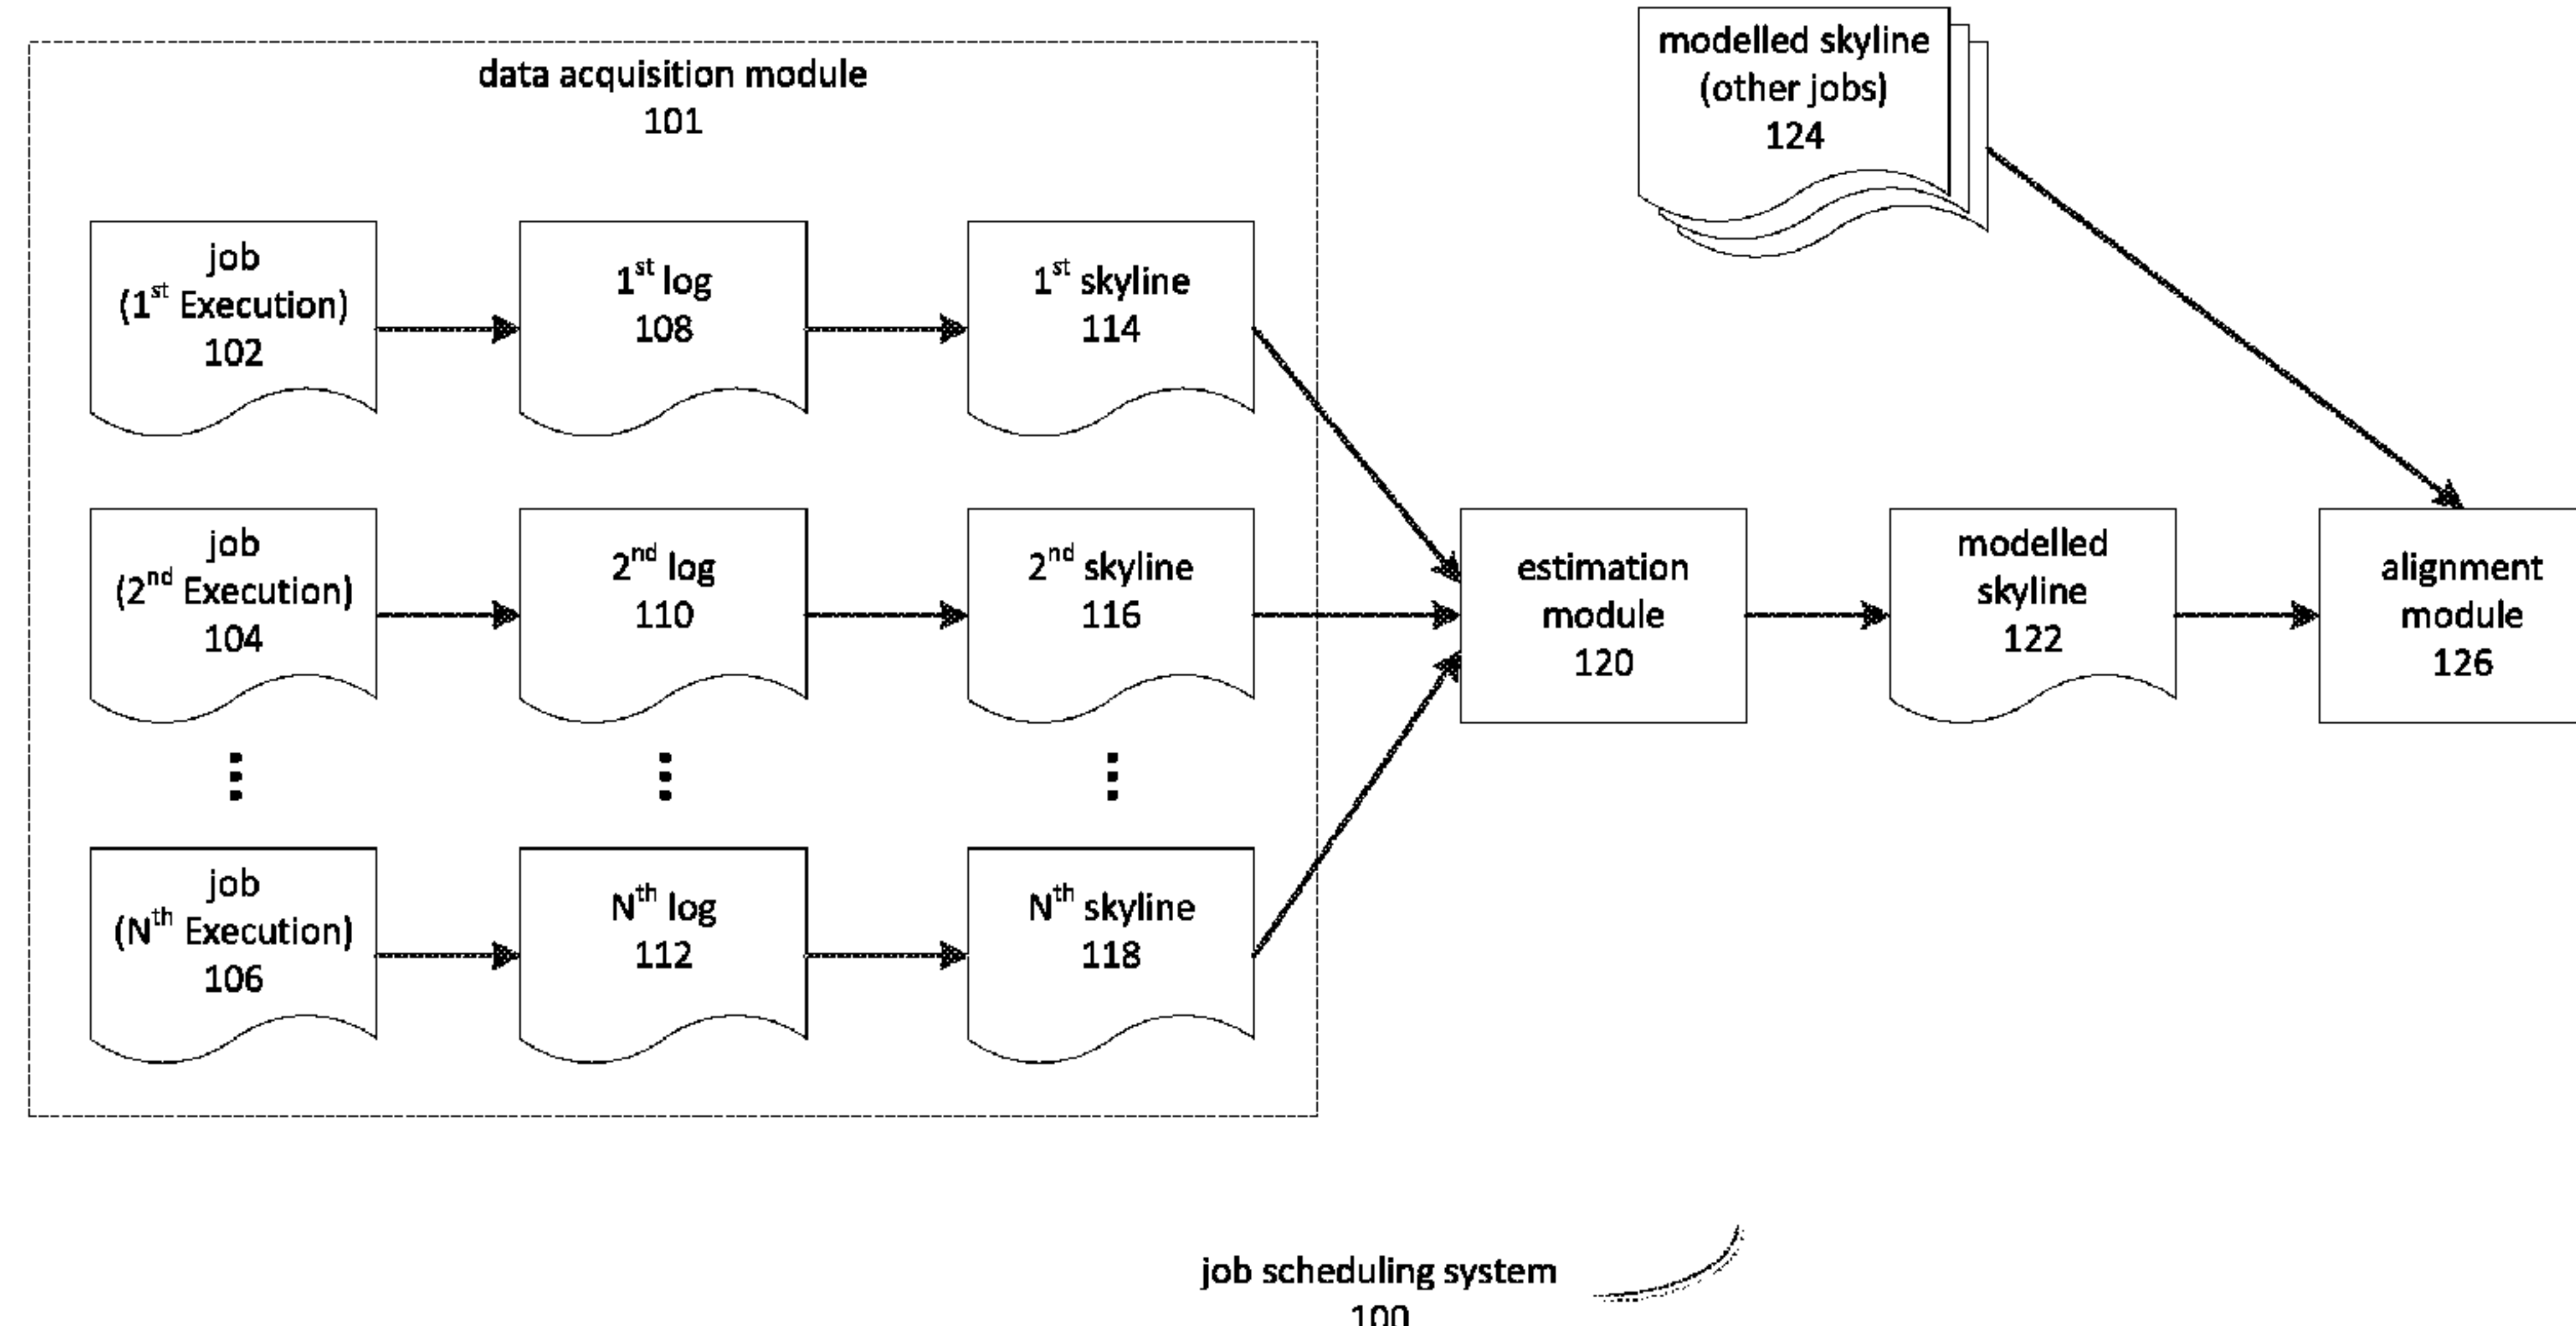 data acquisition module
101
modelled skyline
(other jobs)
124
job
(1st Execution)
102
1st log
108
1st skyline
114
job
(2nd Execution)
104
2nd log
110
2nd skyline
116
estimation
module
120
modelled
skyline
122
alignment
module
126
job
(Nth Execution)
106
Nth log
112
Nth skyline
118
job scheduling system
100